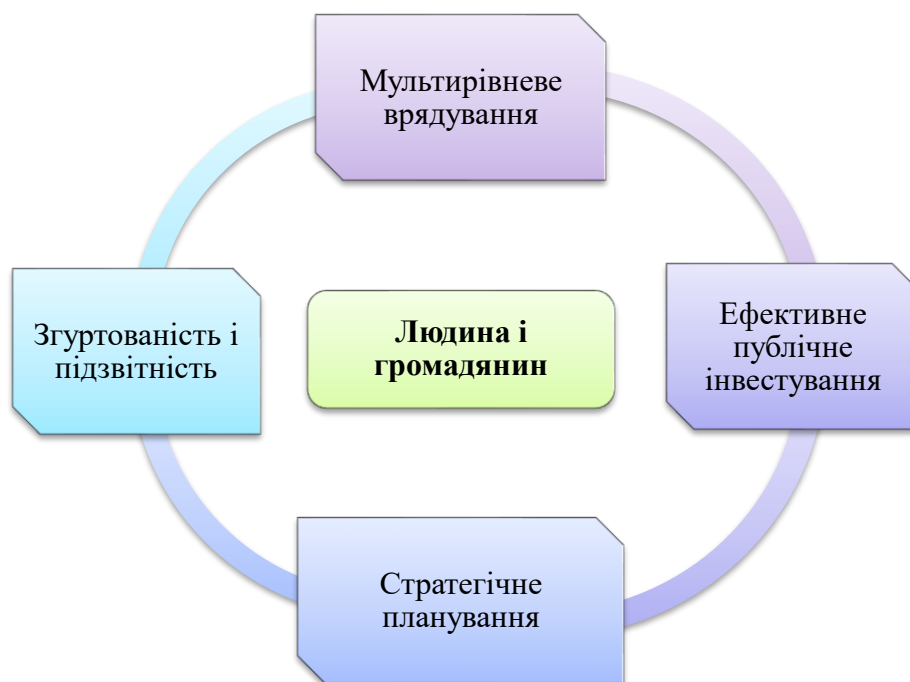 Мультирівневе
врядування
Згуртованість і
підзвітність
Людина і
громадянин
Ефективне
публічне
інвестування
Стратегічне
планування